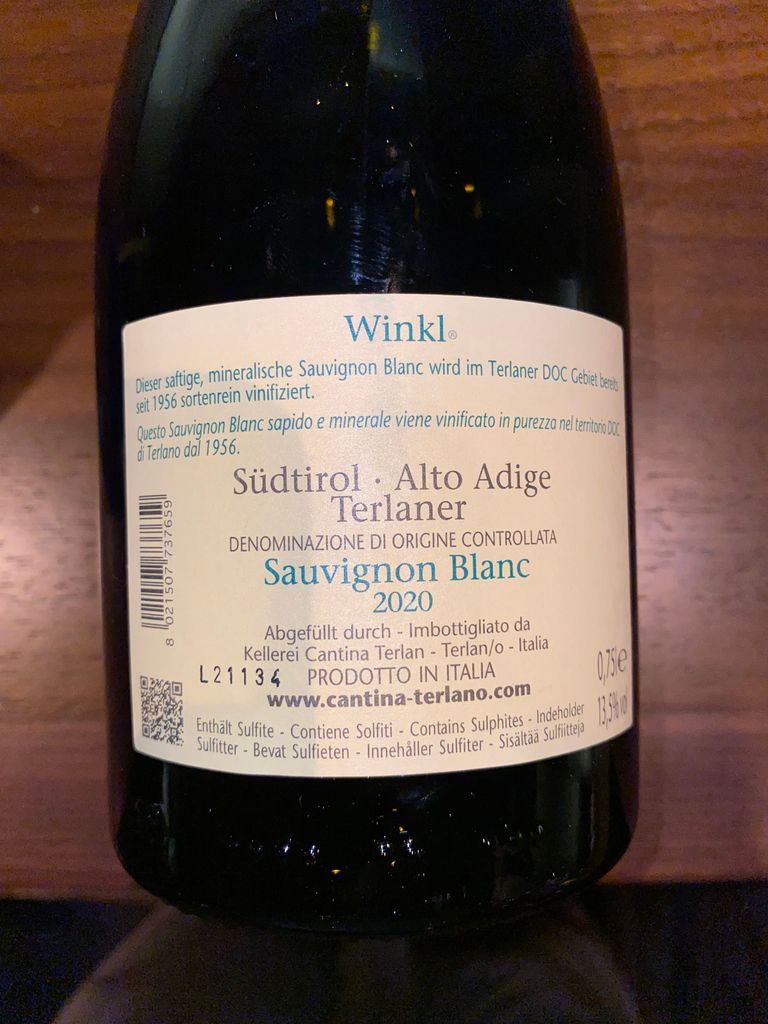 Winkl®
Dieser saftige, mineralische Sauvignon Blanc wird im Terlaner DOC Gebiet bereits
seit 1956 sortenrein vinifiziert.
Questo Sauvignon Blanc sapido e minerale viene vinificato in purezza nel territorio DOC
di Terlano dal 1956.
Südtirol · Alto Adige
Terlaner
DENOMINAZIONE DI ORIGINE CONTROLLATA
Sauvignon Blanc
2020
Abgefüllt durch - Imbottigliato da
Kellerei Cantina Terlan - Terlan/o - Italia
L21134 PRODOTTO IN ITALIA
www.cantina-terlano.com
Enthält Sulfite - Contiene Solfiti - Contains Sulphites - Indeholder
Sulfitter - Bevat Sulfieten - Innehåller Sulfiter - Sisältää Sulfiitteja
8 021507 737659
0,75l e
13,5% vol